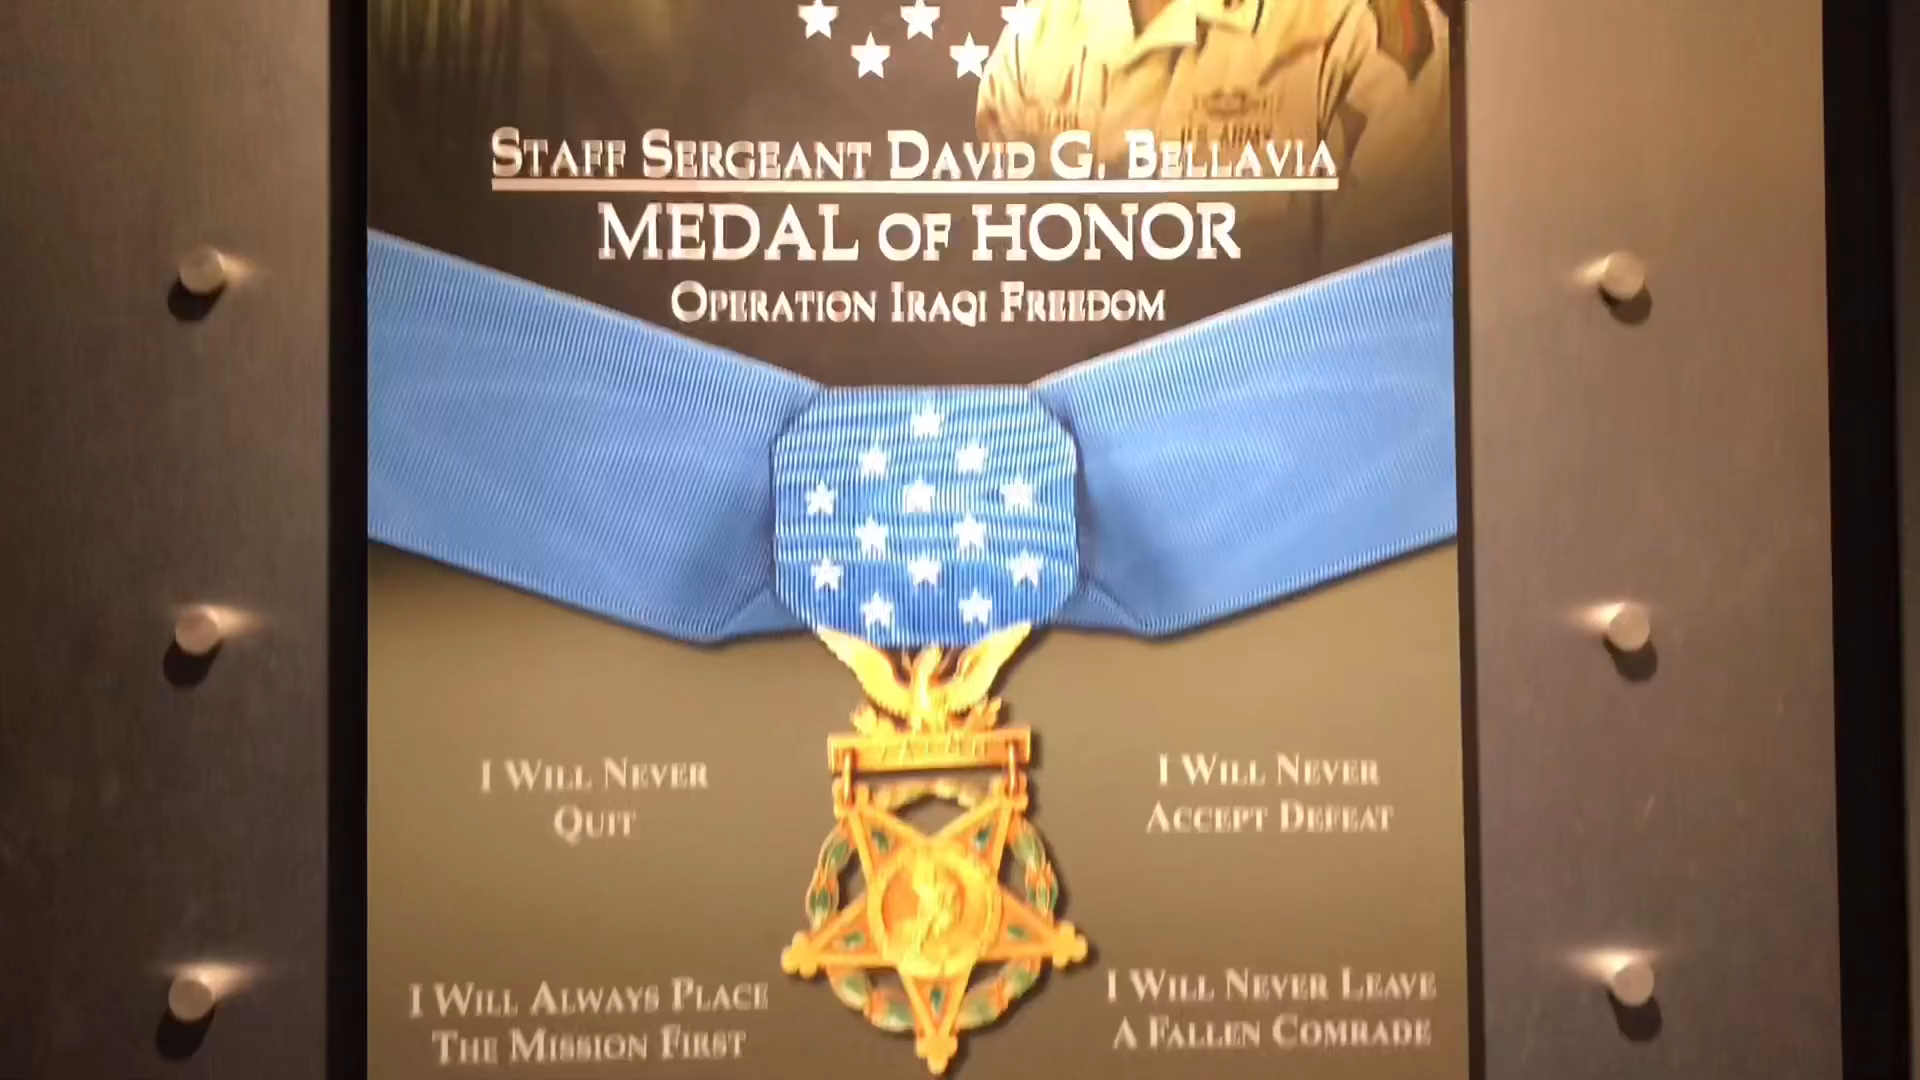 U.S. ARMY
STAFF SERGEANT DAVID G. BELLAVIA
MEDAL OF HONOR
OPERATION IRAQI FREEDOM
I WILL NEVER
QUIT
I WILL NEVER
ACCEPT DEFEAT
I WILL ALWAYS PLACE
THE MISSION FIRST
I WILL NEVER LEAVE
A FALLEN COMRADE